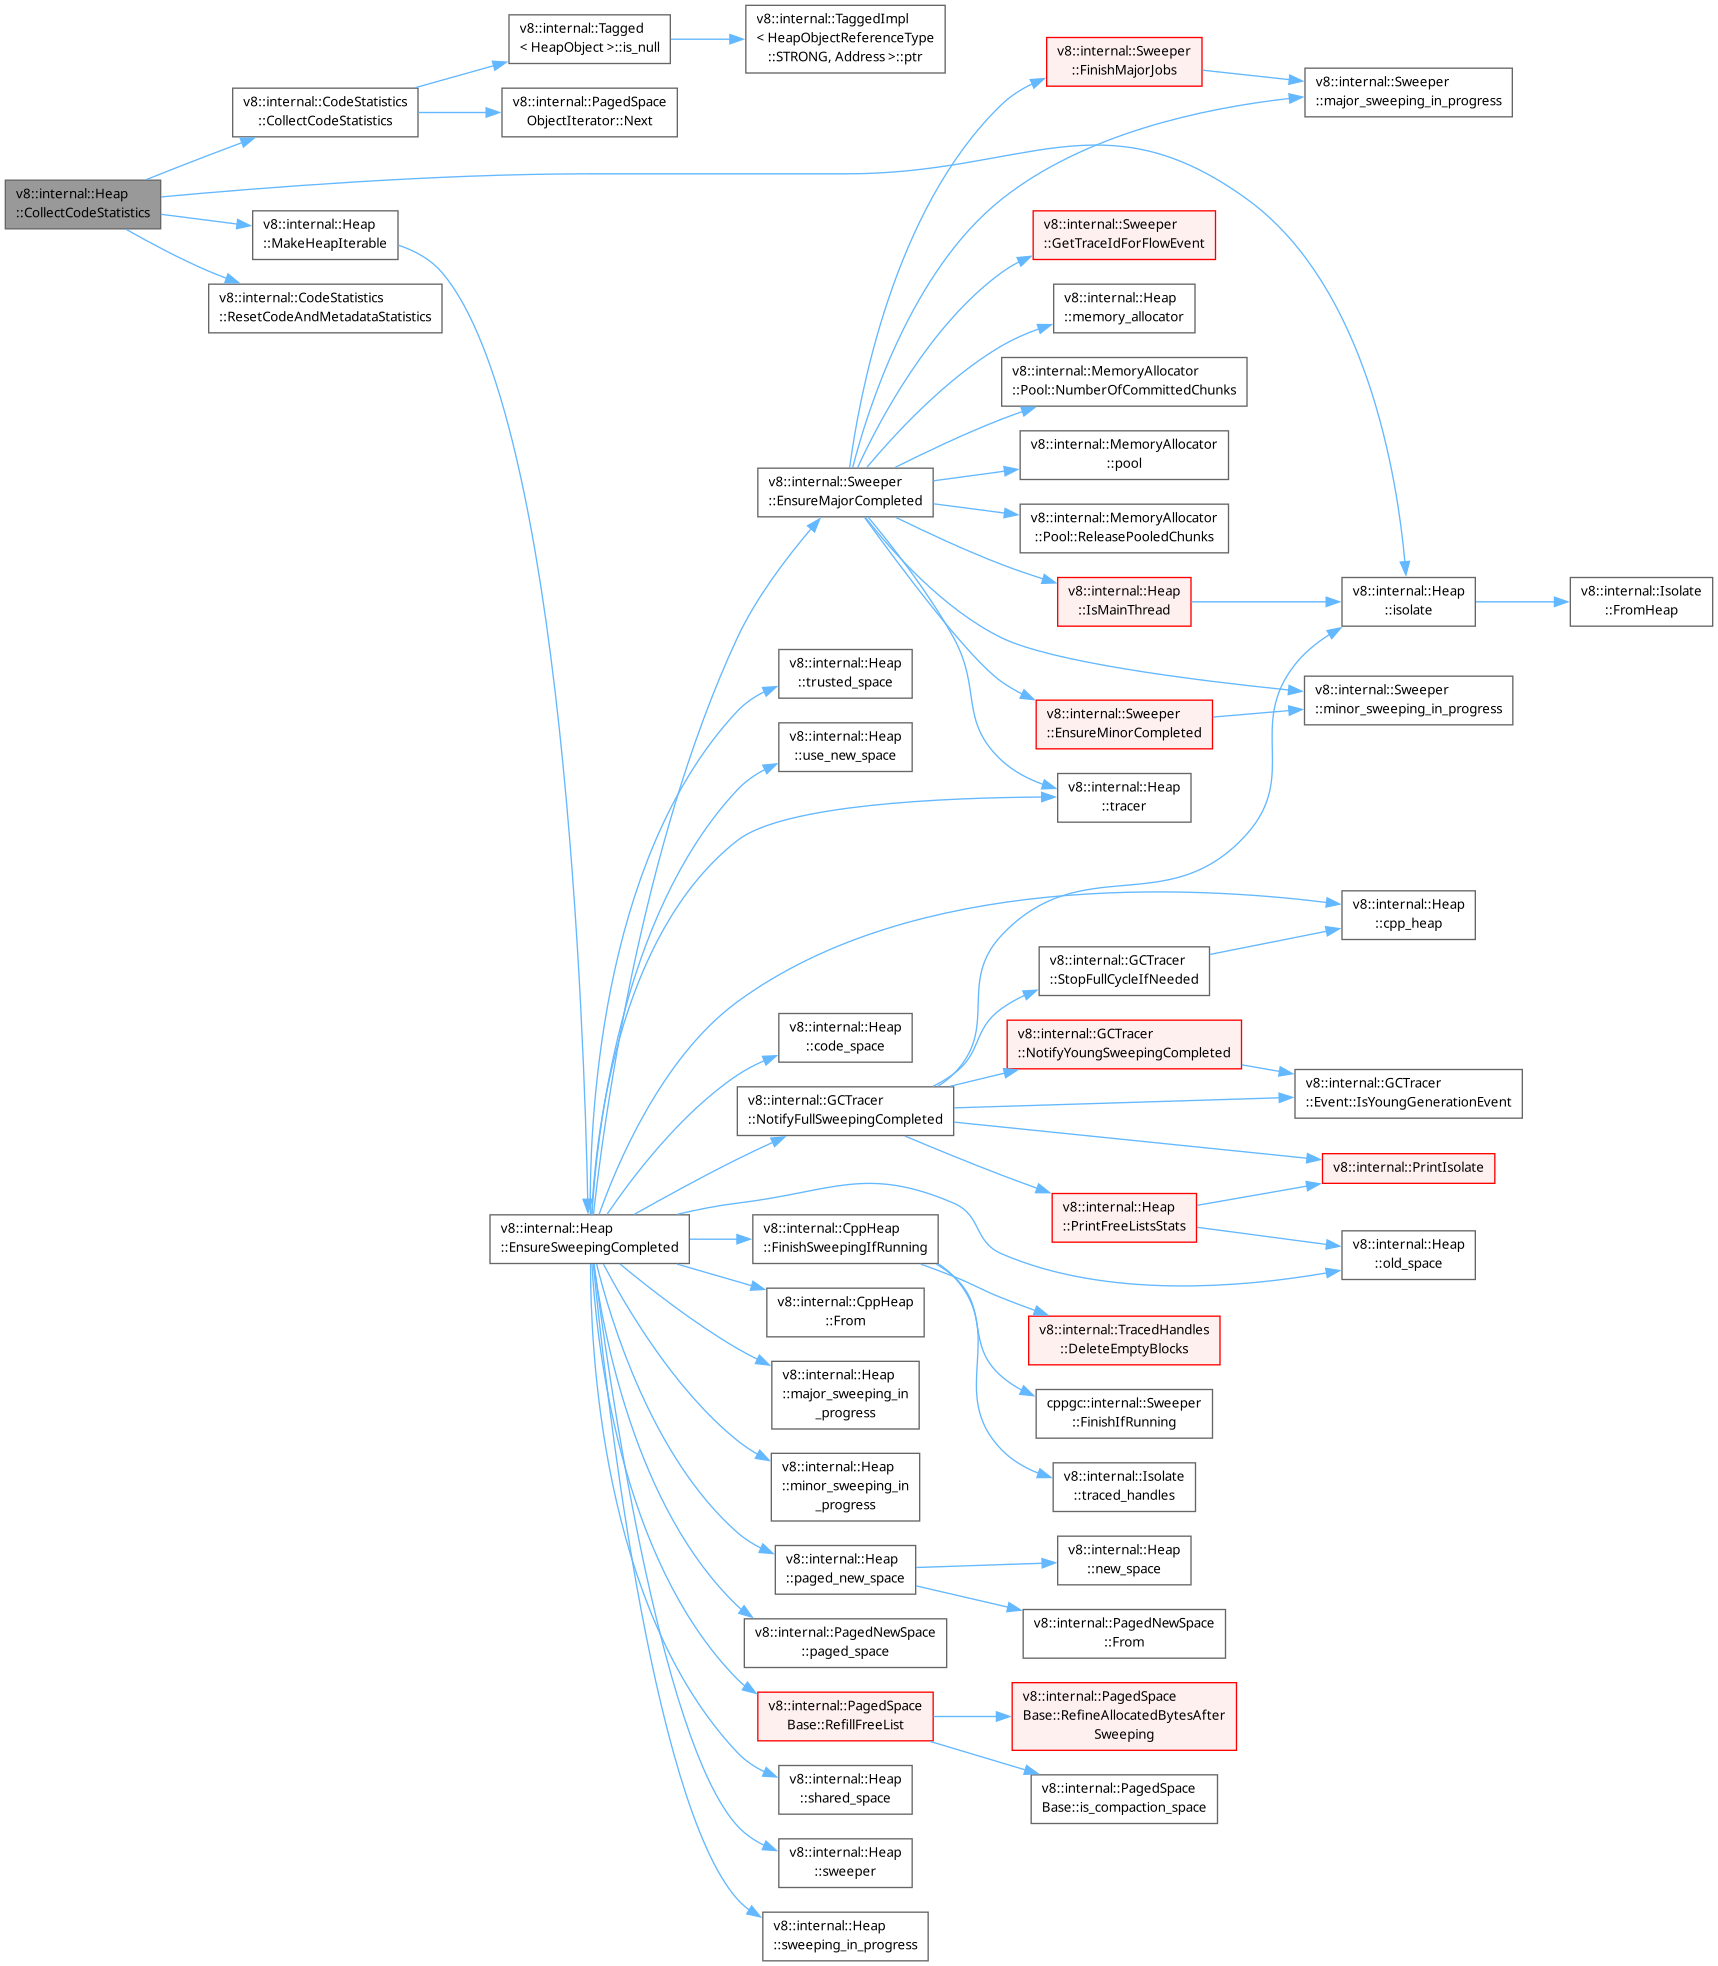 v8::internal::Heap
::CollectCodeStatistics
v8::internal::CodeStatistics
::CollectCodeStatistics
v8::internal::Tagged
< HeapObject >::is_null
v8::internal::TaggedImpl
< HeapObjectReferenceType
::STRONG, Address >::ptr
v8::internal::PagedSpace
ObjectIterator::Next
v8::internal::Heap
::MakeHeapIterable
v8::internal::CodeStatistics
::ResetCodeAndMetadataStatistics
v8::internal::Heap
::EnsureSweepingCompleted
v8::internal::Sweeper
::EnsureMajorCompleted
v8::internal::Heap
::trusted_space
v8::internal::Heap
::use_new_space
v8::internal::Heap
::code_space
v8::internal::GCTracer
::NotifyFullSweepingCompleted
v8::internal::CppHeap
::FinishSweepingIfRunning
v8::internal::CppHeap
::From
v8::internal::Heap
::major_sweeping_in
_progress
v8::internal::Heap
::minor_sweeping_in
_progress
v8::internal::Heap
::paged_new_space
v8::internal::PagedNewSpace
::paged_space
v8::internal::PagedSpace
Base::RefillFreeList
v8::internal::Heap
::shared_space
v8::internal::Heap
::sweeper
v8::internal::Heap
::sweeping_in_progress
v8::internal::Sweeper
::FinishMajorJobs
v8::internal::Sweeper
::GetTraceIdForFlowEvent
v8::internal::Heap
::memory_allocator
v8::internal::MemoryAllocator
::Pool::NumberOfCommittedChunks
v8::internal::MemoryAllocator
::pool
v8::internal::MemoryAllocator
::Pool::ReleasePooledChunks
v8::internal::Heap
::IsMainThread
v8::internal::Sweeper
::EnsureMinorCompleted
v8::internal::Heap
::tracer
v8::internal::GCTracer
::StopFullCycleIfNeeded
v8::internal::GCTracer
::NotifyYoungSweepingCompleted
v8::internal::Heap
::PrintFreeListsStats
v8::internal::TracedHandles
::DeleteEmptyBlocks
cppgc::internal::Sweeper
::FinishIfRunning
v8::internal::Isolate
::traced_handles
v8::internal::Heap
::new_space
v8::internal::PagedNewSpace
::From
v8::internal::PagedSpace
Base::RefineAllocatedBytesAfter
Sweeping
v8::internal::PagedSpace
Base::is_compaction_space
v8::internal::Sweeper
::major_sweeping_in_progress
v8::internal::Heap
::isolate
v8::internal::Isolate
::FromHeap
v8::internal::Sweeper
::minor_sweeping_in_progress
v8::internal::Heap
::cpp_heap
v8::internal::GCTracer
::Event::IsYoungGenerationEvent
v8::internal::PrintIsolate
v8::internal::Heap
::old_space